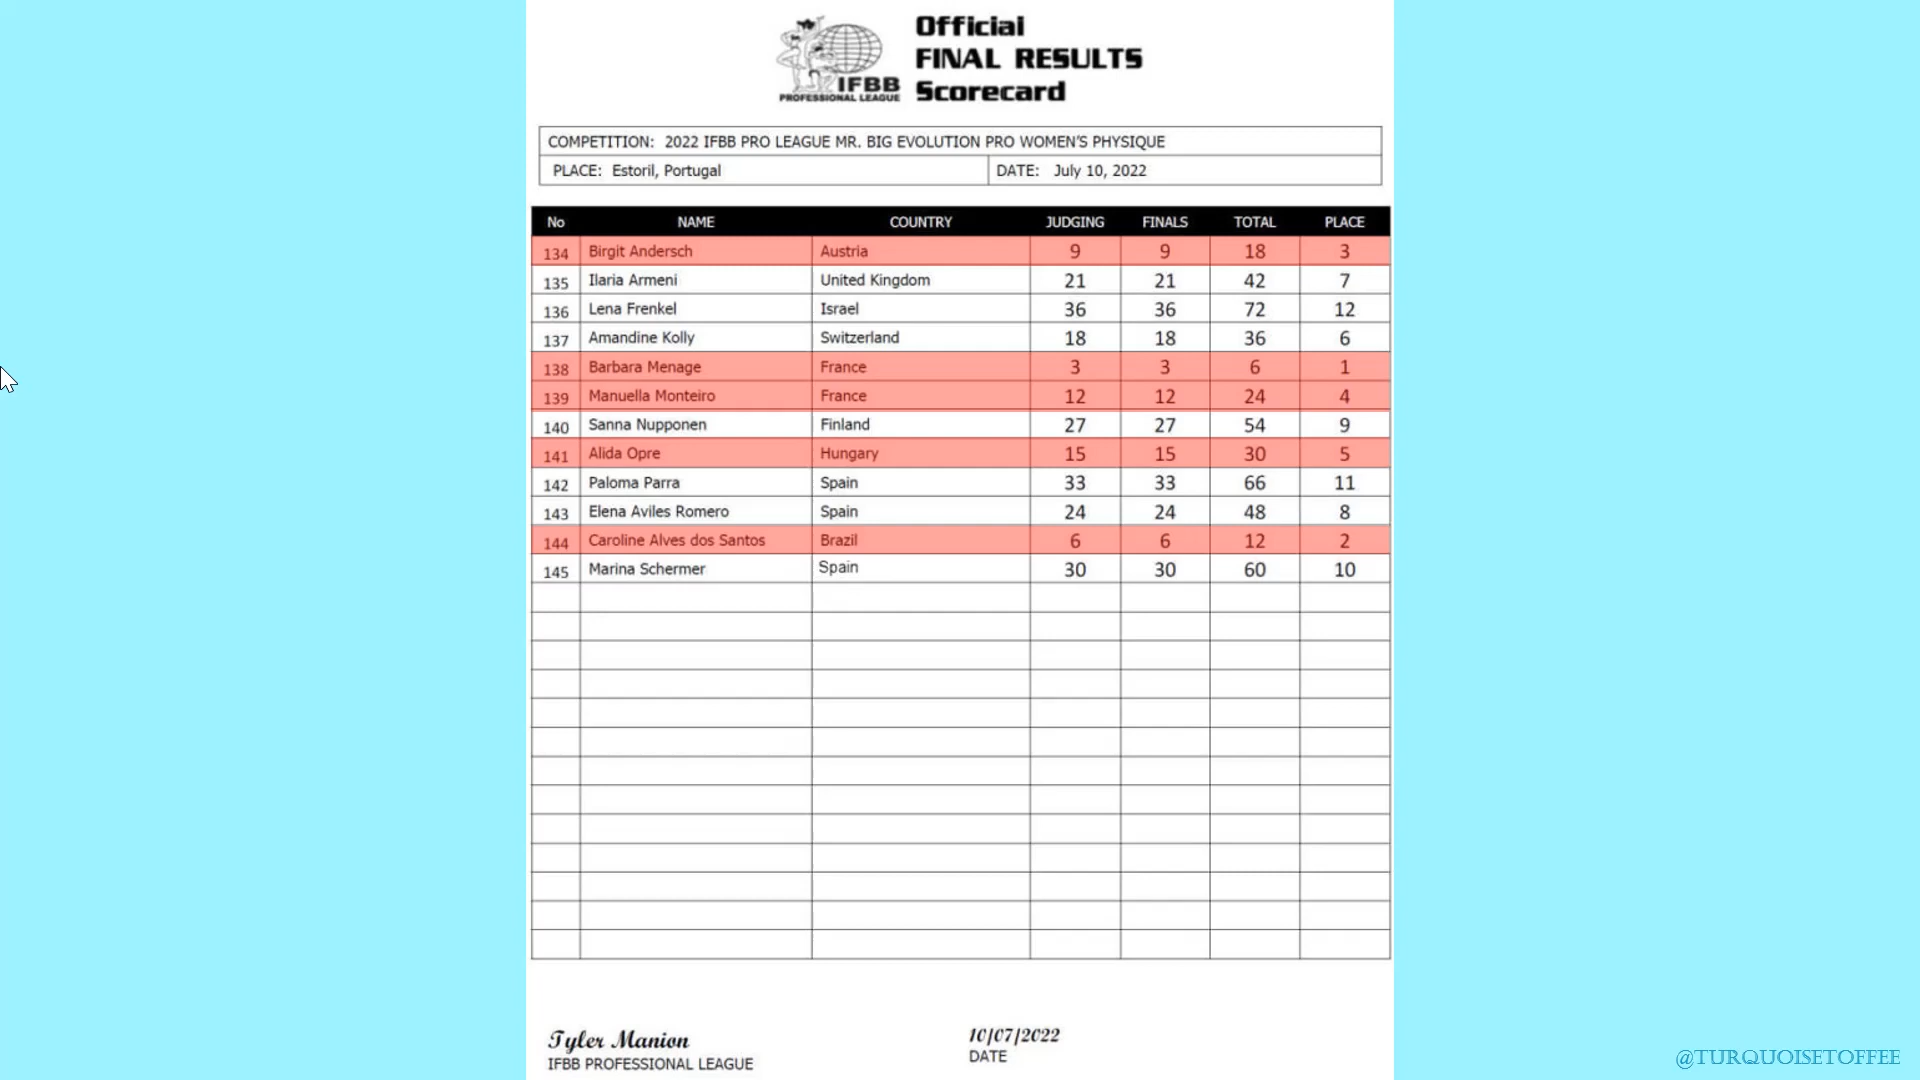 Official
FINAL RESULTS
Scorecard
IFBB
PROFESSIONAL LEAGUE
COMPETITION: 2022 IFBB PRO LEAGUE MR. BIG EVOLUTION PRO WOMEN'S PHYSIQUE
PLACE: Estoril, Portugal DATE: July 10, 2022
No NAME COUNTRY JUDGING FINALS TOTAL PLACE
134 Birgit Andersch Austria 9 9 18 3
135 Ilaria Armeni United Kingdom 21 21 42 7
136 Lena Frenkel Israel 36 36 72 12
137 Amandine Kolly Switzerland 18 18 36 6
138 Barbara Menage France 3 3 6 1
139 Manuella Monteiro France 12 12 24 4
140 Sanna Nupponen Finland 27 27 54 9
141 Alida Opre Hungary 15 15 30 5
142 Paloma Parra Spain 33 33 66 11
143 Elena Aviles Romero Spain 24 24 48 8
144 Caroline Alves dos Santos Brazil 6 6 12 2
145 Marina Schermer Spain 30 30 60 10
Tyler Manion 10/07/2022
IFBB PROFESSIONAL LEAGUE DATE
@TURQUOISETOFFEE